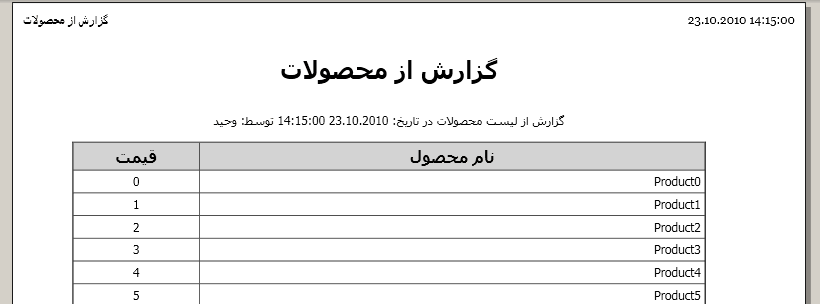 23.10.2010 14:15:00
گزارش از محصولات
گزارش از محصولات
گزارش از لیست محصولات در تاریخ: 23.10.2010 14:15:00 توسط: وحید
نام محصول قیمت
Product0 0
Product1 1
Product2 2
Product3 3
Product4 4
Product5 5